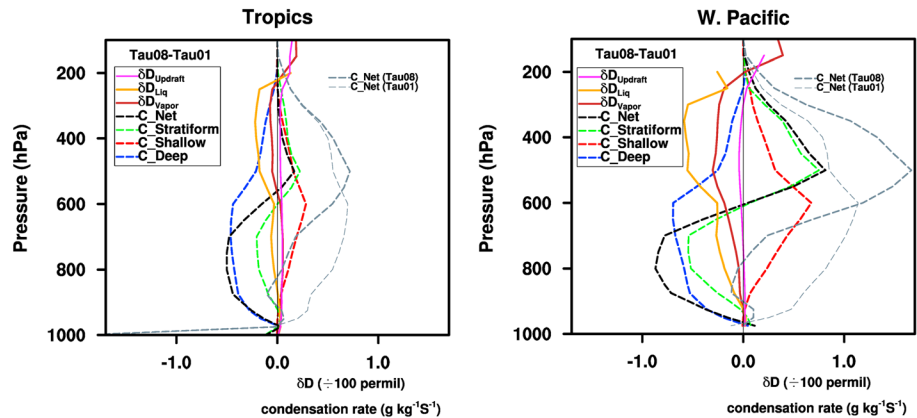 Tropics
Tau08-Tau01
δD_Updraft
δD_Liq
δD_Vapor
C_Net
C_Stratiform
C_Shallow
C_Deep
C_Net (Tau08)
C_Net (Tau01)
Pressure (hPa)
200
400
600
800
1000
-1.0
0.0
1.0
δD (÷100 permil)
condensation rate (g kg⁻¹S⁻¹)
W. Pacific
Tau08-Tau01
δD_Updraft
δD_Liq
δD_Vapor
C_Net
C_Stratiform
C_Shallow
C_Deep
C_Net (Tau08)
C_Net (Tau01)
Pressure (hPa)
200
400
600
800
1000
-1.0
0.0
1.0
δD (÷100 permil)
condensation rate (g kg⁻¹S⁻¹)